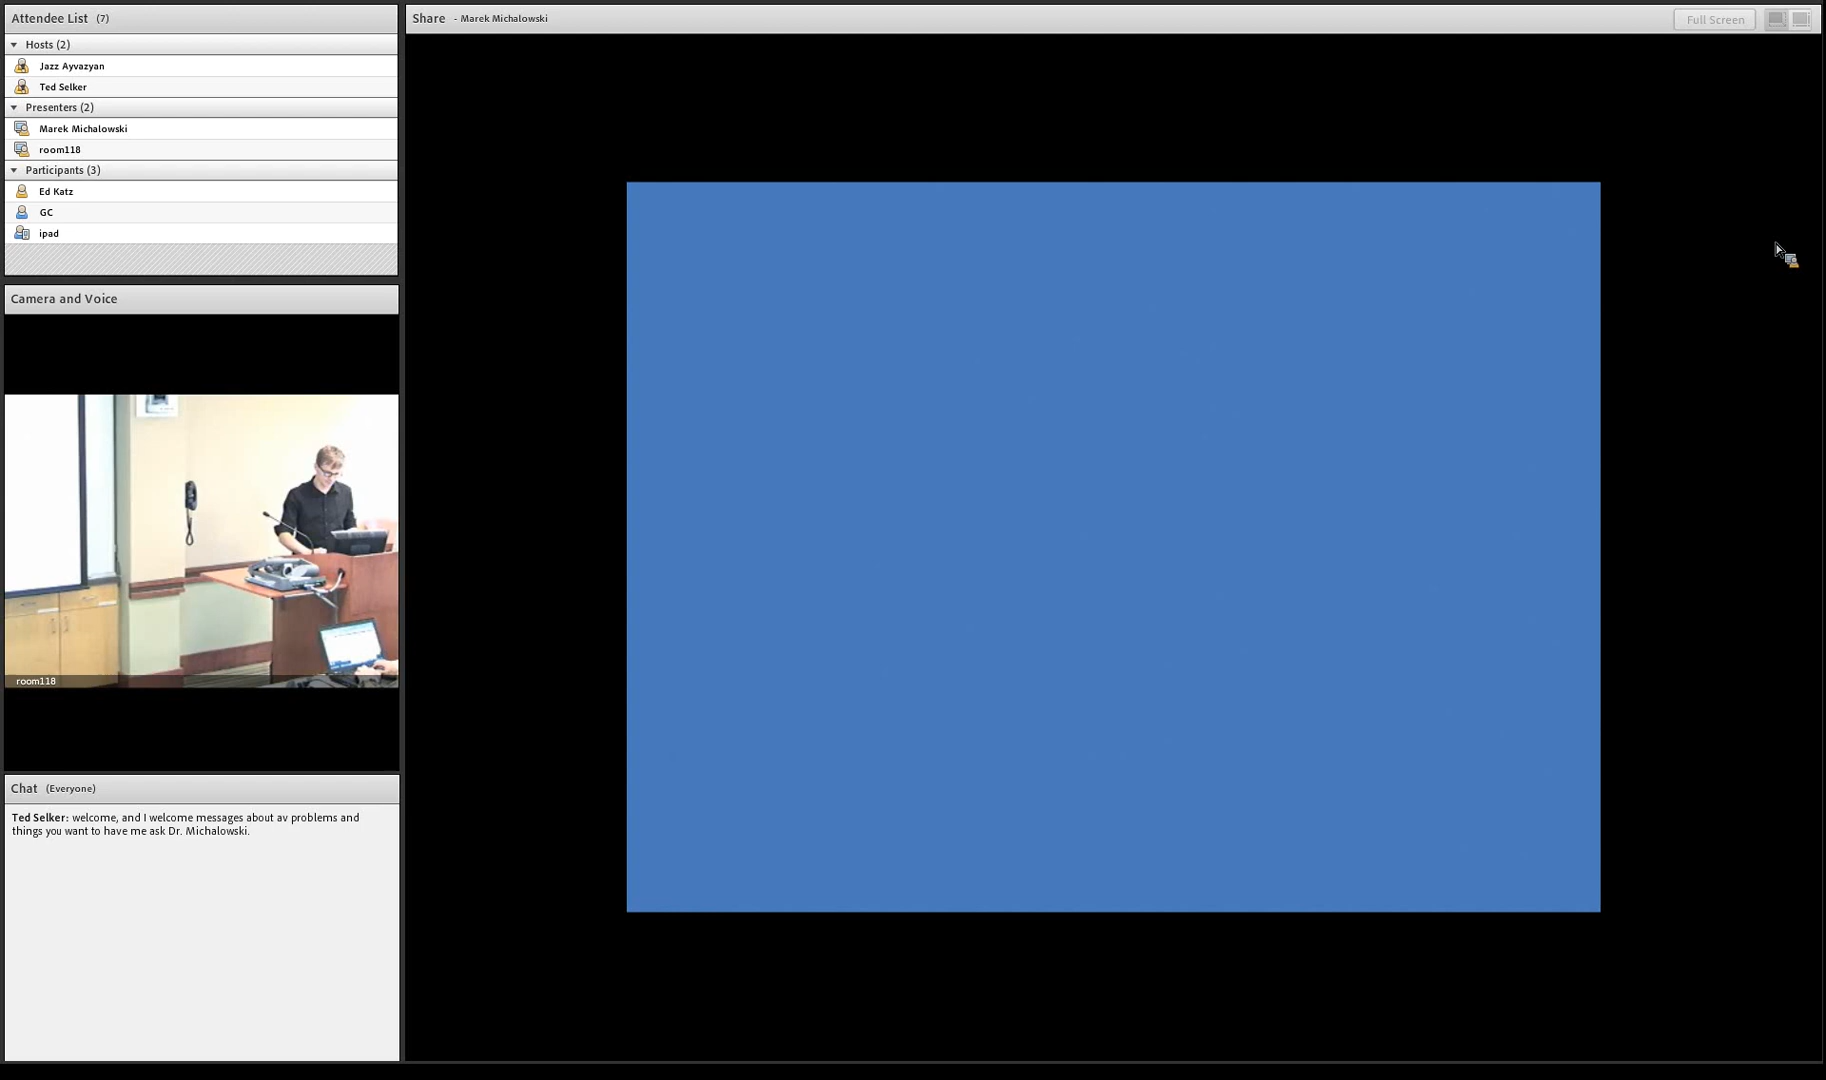 Attendee List (7)
Hosts (2)
Jazz Ayvazyan
Ted Selker
Presenters (2)
Marek Michalowski
room118
Participants (3)
Ed Katz
GC
ipad
Camera and Voice
room118
Chat (Everyone)
Ted Selker: welcome, and I welcome messages about av problems and
things you want to have me ask Dr. Michalowski.
Share - Marek Michalowski
Full Screen